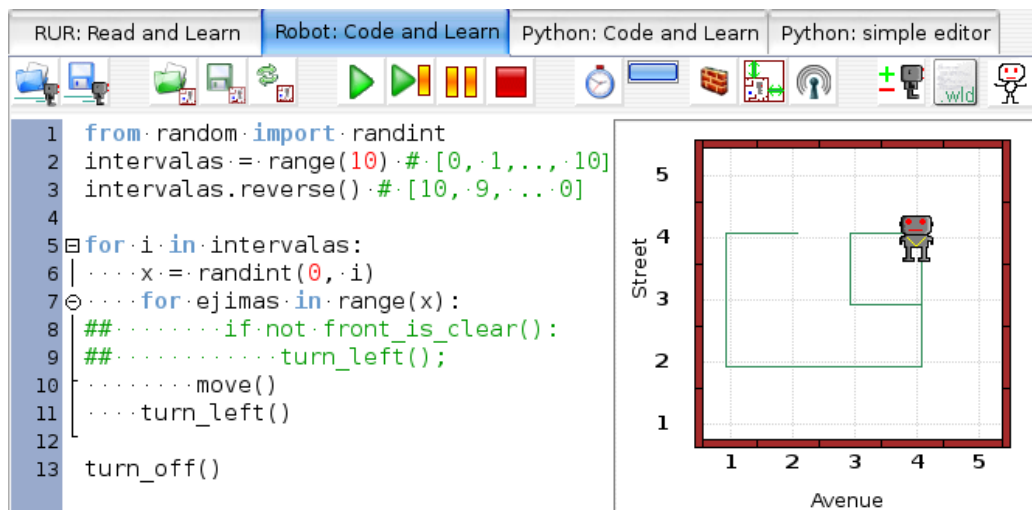 RUR: Read and Learn
Robot: Code and Learn
Python: Code and Learn
Python: simple editor
.wld
1 from random import randint
2 intervalas = range(10) # [0, 1,.., 10]
3 intervalas.reverse() # [10, 9, .. 0]
4
5 for i in intervalas:
6     x = randint(0, i)
7     for ejimas in range(x):
8 ##        if not front_is_clear():
9 ##            turn_left();
10         move()
11     turn_left()
12
13 turn_off()
5
4
3
2
1
Street
1 2 3 4 5
Avenue